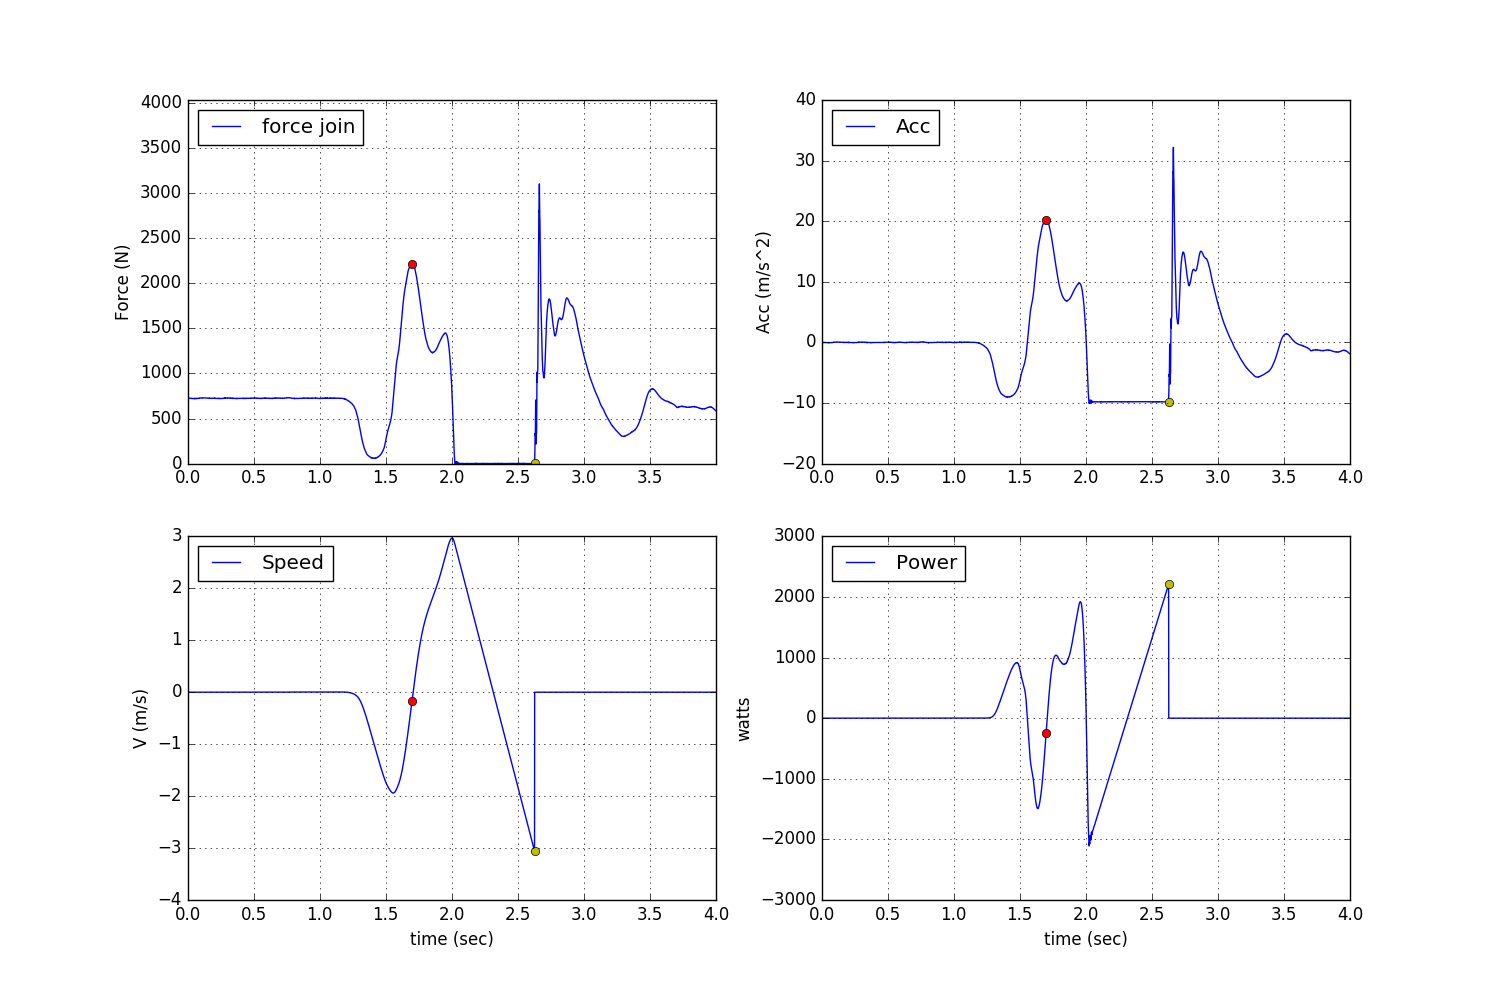 force join
4000
3500
3000
2500
2000
1500
1000
500
0
Force (N)
0.0 0.5 1.0 1.5 2.0 2.5 3.0 3.5
Acc
40
30
20
10
0
−10
−20
Acc (m/s^2)
0.0 0.5 1.0 1.5 2.0 2.5 3.0 3.5 4.0
Speed
3
2
1
0
−1
−2
−3
−4
V (m/s)
0.0 0.5 1.0 1.5 2.0 2.5 3.0 3.5 4.0
time (sec)
Power
3000
2000
1000
0
−1000
−2000
−3000
watts
0.0 0.5 1.0 1.5 2.0 2.5 3.0 3.5 4.0
time (sec)